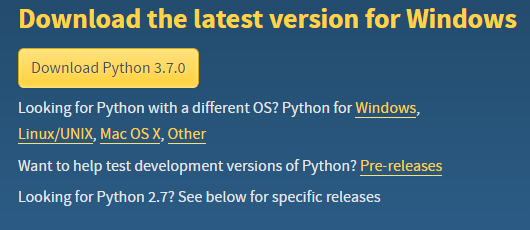 Download the latest version for Windows
Download Python 3.7.0
Looking for Python with a different OS? Python for Windows,
Linux/UNIX, Mac OS X, Other
Want to help test development versions of Python? Pre-releases
Looking for Python 2.7? See below for specific releases